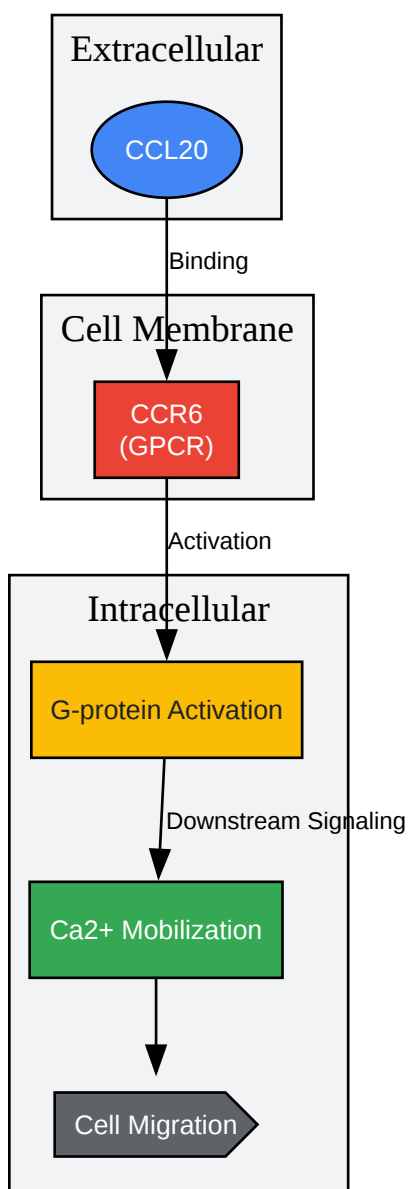 Extracellular
CCL20
Binding
Cell Membrane
CCR6
(GPCR)
Activation
Intracellular
G-protein Activation
Downstream Signaling
Ca2+ Mobilization
Cell Migration